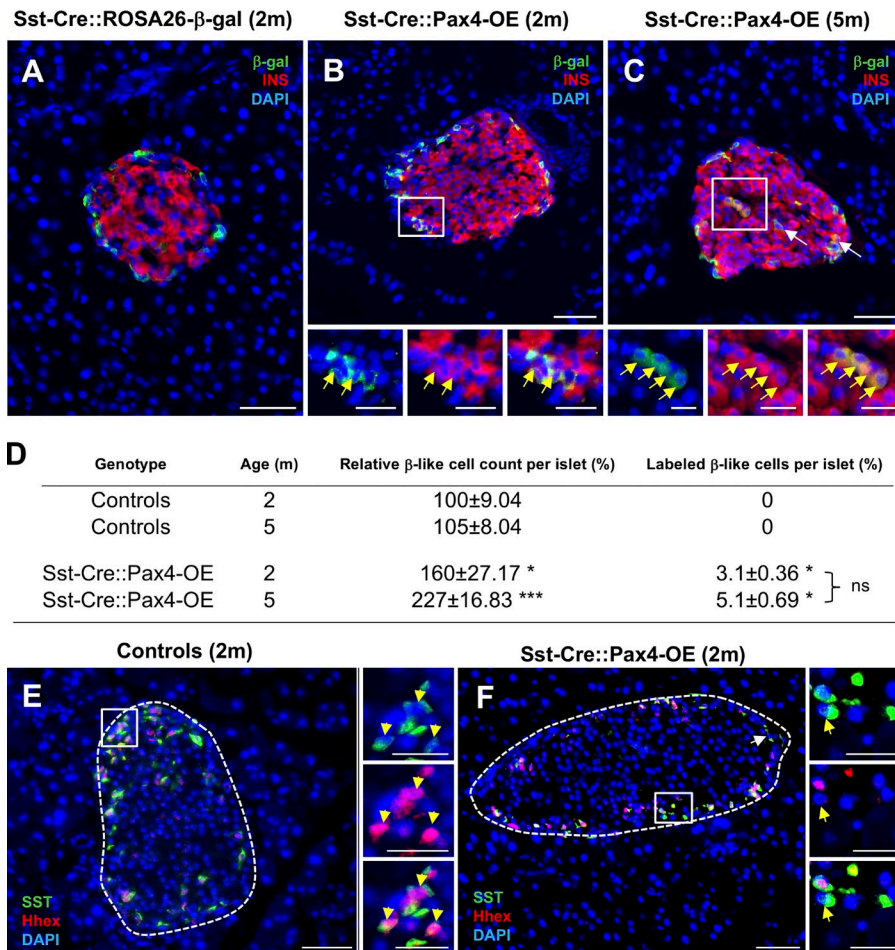 Sst-Cre::ROSA26-β-gal (2m)
Sst-Cre::Pax4-OE (2m)
Sst-Cre::Pax4-OE (5m)
A
β-gal
INS
DAPI
B
β-gal
INS
DAPI
C
β-gal
INS
DAPI
D
Genotype Age (m) Relative β-like cell count per islet (%) Labeled β-like cells per islet (%)
Controls 2 100±9.04 0
Controls 5 105±8.04 0
Sst-Cre::Pax4-OE 2 160±27.17 * 3.1±0.36 *
ns
Sst-Cre::Pax4-OE 5 227±16.83 *** 5.1±0.69 *
Controls (2m)
Sst-Cre::Pax4-OE (2m)
E
SST
Hhex
DAPI
F
SST
Hhex
DAPI